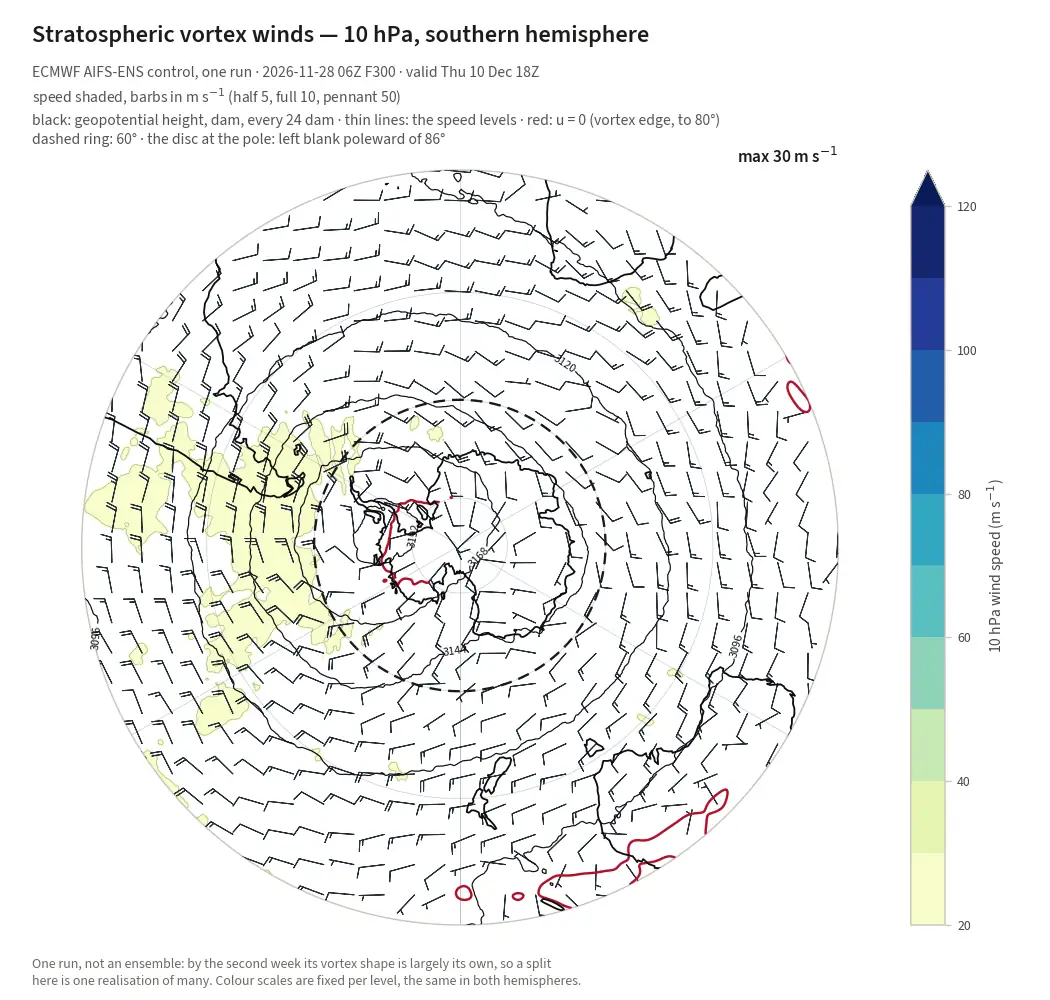 Stratospheric vortex winds — 10 hPa, southern hemisphere
ECMWF AIFS-ENS control, one run · 2026-11-28 06Z F300 · valid Thu 10 Dec 18Z
speed shaded, barbs in m s⁻¹ (half 5, full 10, pennant 50)
black: geopotential height, dam, every 24 dam · thin lines: the speed levels · red: u = 0 (vortex edge, to 80°)
dashed ring: 60° · the disc at the pole: left blank poleward of 86°
max 30 m s⁻¹
120
100
80
60
40
20
10 hPa wind speed (m s⁻¹)
3120
3192
3168
3144
3096
3096
One run, not an ensemble: by the second week its vortex shape is largely its own, so a split
here is one realisation of many. Colour scales are fixed per level, the same in both hemispheres.